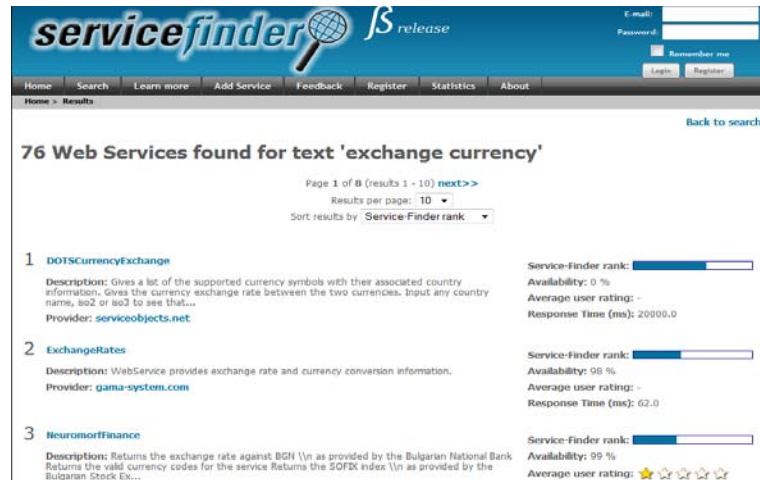 servicefinder
β release
E-mail:
Password:
Remember me
Login Register
Home Search Learn more Add Service Feedback Register Statistics About
Home > Results
Back to search
76 Web Services found for text 'exchange currency'
Page 1 of 8 (results 1 - 10) next>>
Results per page: 10
Sort results by Service-Finder rank
1 DOTSCurrencyExchange
Description: Gives a list of the supported currency symbols with their associated country
information. Gives the currency exchange rate between the two currencies. Input any country
name, iso2 or iso3 to see that...
Provider: serviceobjects.net
Service-Finder rank:
Availability: 0 %
Average user rating: -
Response Time (ms): 20000.0
2 ExchangeRates
Description: WebService provides exchange rate and currency conversion information.
Provider: gama-system.com
Service-Finder rank:
Availability: 98 %
Average user rating: -
Response Time (ms): 62.0
3 NeuromorfFinance
Description: Returns the exchange rate against BGN \\n as provided by the Bulgarian National Bank
Returns the valid currency codes for the service Returns the SOFIX index \\n as provided by the
Bulgarian Stock Ex...
Service-Finder rank:
Availability: 99 %
Average user rating: